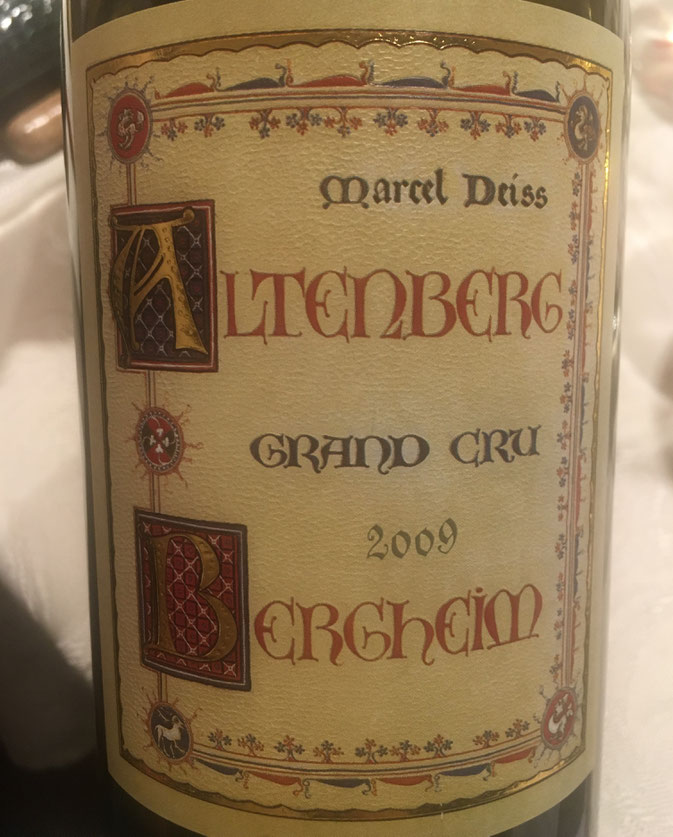 Marcel Deiss
ALTENBERG
GRAND CRU
2009
BERGHEIM